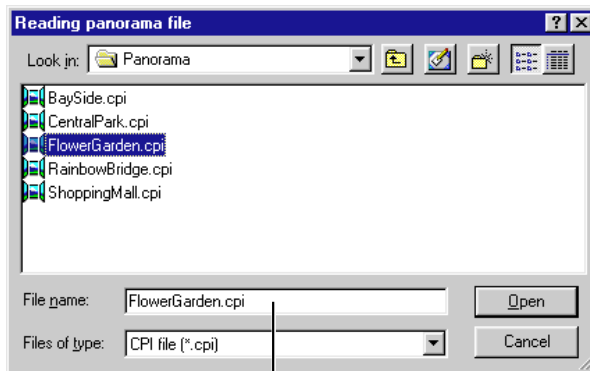 Reading panorama file
Look in: Panorama
BaySide.cpi
CentralPark.cpi
FlowerGarden.cpi
RainbowBridge.cpi
ShoppingMall.cpi
File name: FlowerGarden.cpi Open
Files of type: CPI file (*.cpi) Cancel